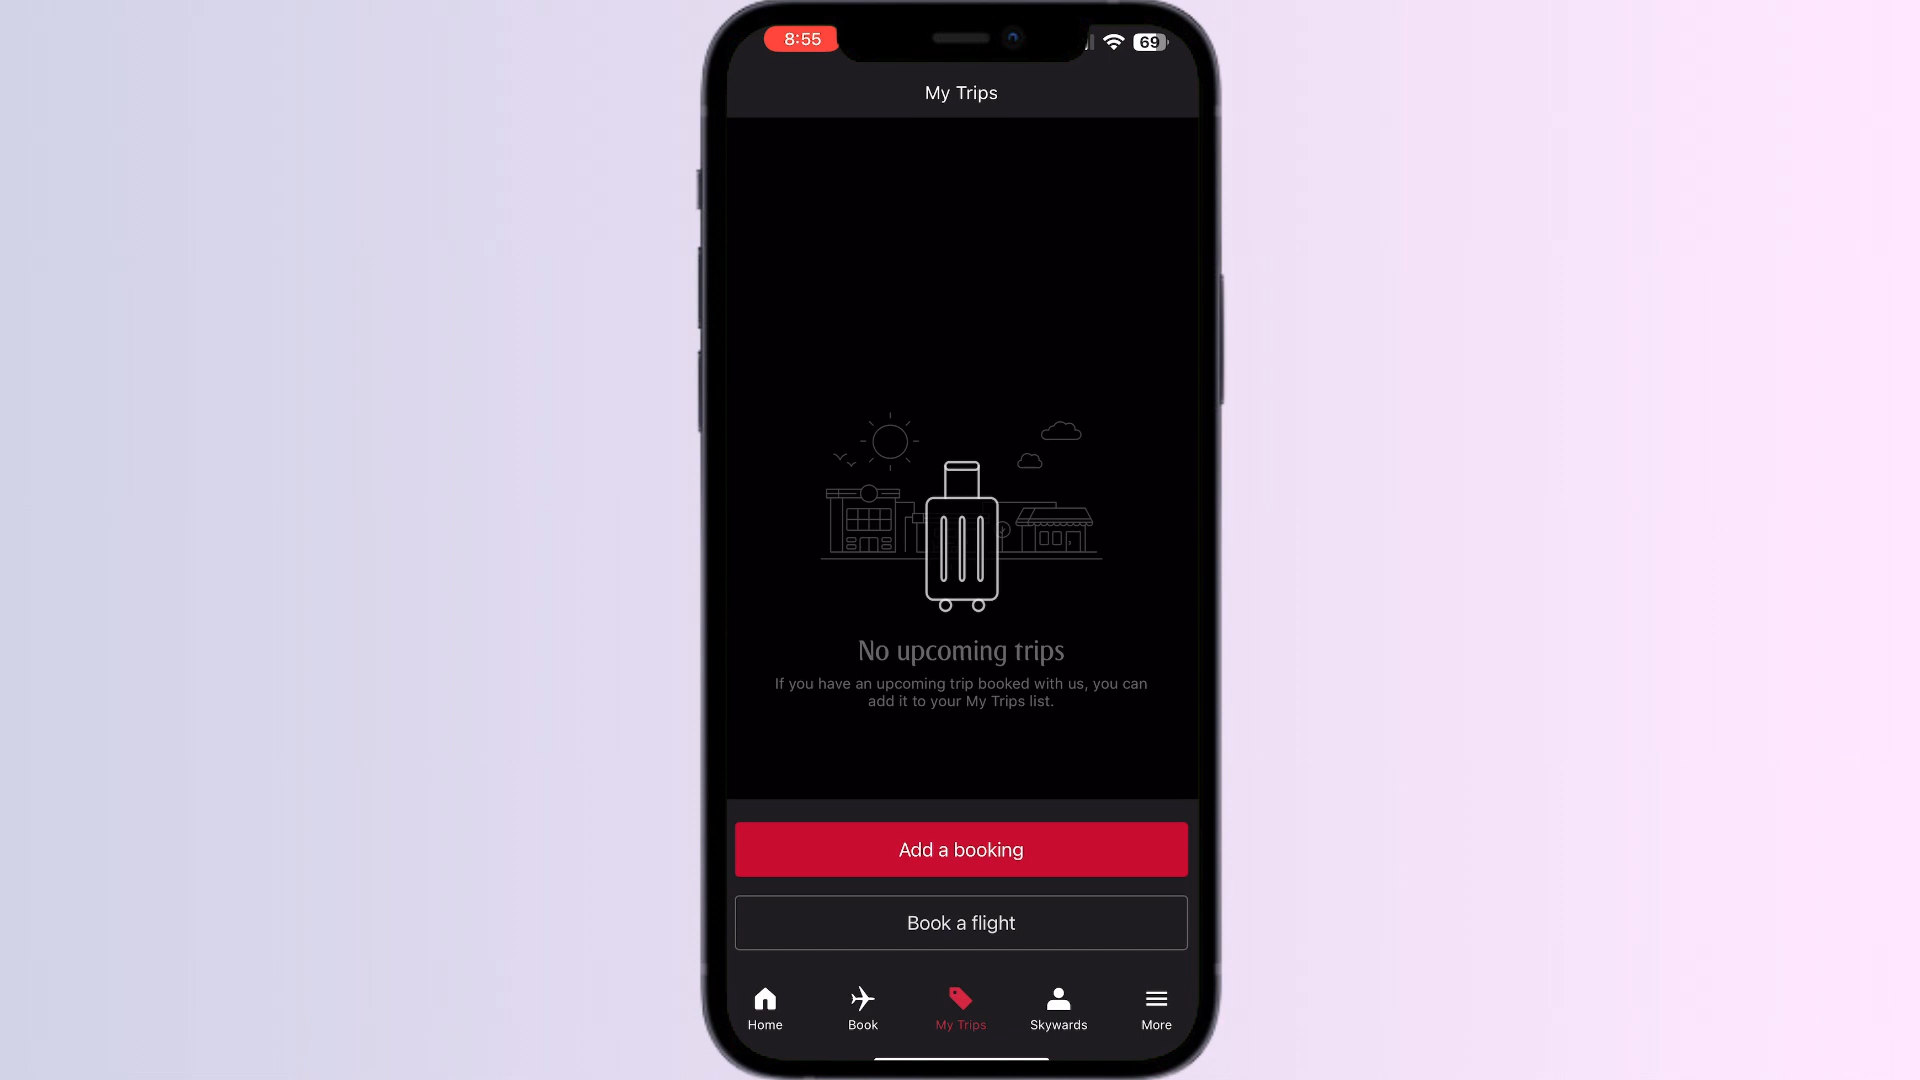 8:55
69
My Trips
No upcoming trips
If you have an upcoming trip booked with us, you can
add it to your My Trips list.
Add a booking
Book a flight
Home
Book
My Trips
Skywards
More